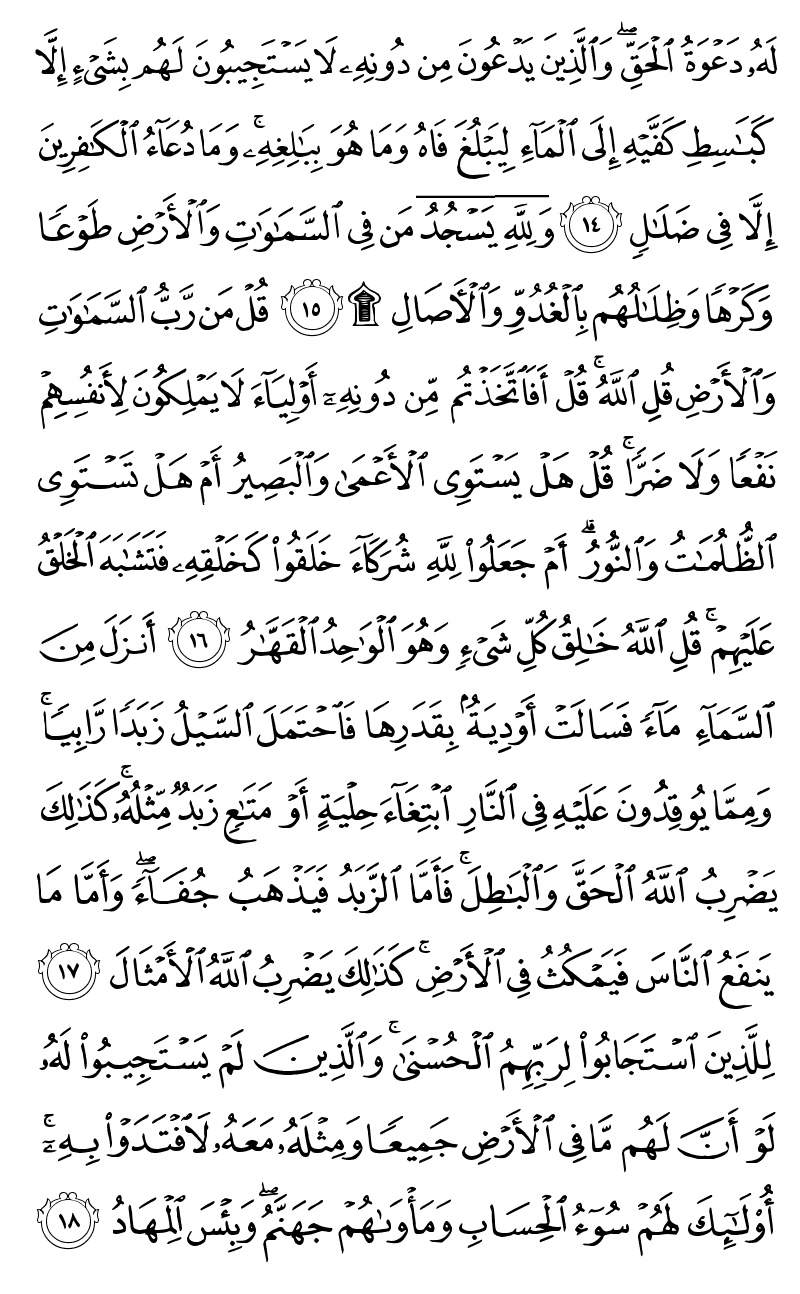 لَهُۥ دَعْوَةُ ٱلْحَقِّۖ وَٱلَّذِينَ يَدْعُونَ مِن دُونِهِۦ لَا يَسْتَجِيبُونَ لَهُم بِشَىْءٍ إِلَّا
كَبَـٰسِطِ كَفَّيْهِ إِلَى ٱلْمَآءِ لِيَبْلُغَ فَاهُ وَمَا هُوَ بِبَـٰلِغِهِۦۚ وَمَا دُعَآءُ ٱلْكَـٰفِرِينَ
إِلَّا فِى ضَلَـٰلٍ ١٤ وَلِلَّهِ يَسْجُدُ مَن فِى ٱلسَّمَـٰوَٰتِ وَٱلْأَرْضِ طَوْعًا
وَكَرْهًا وَظِلَـٰلُهُم بِٱلْغُدُوِّ وَٱلْـَٔاصَالِ ۩ ١٥ قُلْ مَن رَّبُّ ٱلسَّمَـٰوَٰتِ
وَٱلْأَرْضِ قُلِ ٱللَّهُۚ قُلْ أَفَٱتَّخَذْتُم مِّن دُونِهِۦٓ أَوْلِيَآءَ لَا يَمْلِكُونَ لِأَنفُسِهِمْ
نَفْعًا وَلَا ضَرًّاۚ قُلْ هَلْ يَسْتَوِى ٱلْأَعْمَىٰ وَٱلْبَصِيرُ أَمْ هَلْ تَسْتَوِى
ٱلظُّلُمَـٰتُ وَٱلنُّورُۗ أَمْ جَعَلُوا۟ لِلَّهِ شُرَكَآءَ خَلَقُوا۟ كَخَلْقِهِۦ فَتَشَـٰبَهَ ٱلْخَلْقُ
عَلَيْهِمْۚ قُلِ ٱللَّهُ خَـٰلِقُ كُلِّ شَىْءٍ وَهُوَ ٱلْوَٰحِدُ ٱلْقَهَّـٰرُ ١٦ أَنزَلَ مِنَ
ٱلسَّمَآءِ مَآءً فَسَالَتْ أَوْدِيَةٌۢ بِقَدَرِهَا فَٱحْتَمَلَ ٱلسَّيْلُ زَبَدًا رَّابِيًاۚ
وَمِمَّا يُوقِدُونَ عَلَيْهِ فِى ٱلنَّارِ ٱبْتِغَآءَ حِلْيَةٍ أَوْ مَتَـٰعٍ زَبَدٌ مِّثْلُهُۥۚ كَذَٰلِكَ
يَضْرِبُ ٱللَّهُ ٱلْحَقَّ وَٱلْبَـٰطِلَۚ فَأَمَّا ٱلزَّبَدُ فَيَذْهَبُ جُفَآءًۖ وَأَمَّا مَا
يَنفَعُ ٱلنَّاسَ فَيَمْكُثُ فِى ٱلْأَرْضِۚ كَذَٰلِكَ يَضْرِبُ ٱللَّهُ ٱلْأَمْثَالَ ١٧
لِلَّذِينَ ٱسْتَجَابُوا۟ لِرَبِّهِمُ ٱلْحُسْنَىٰۚ وَٱلَّذِينَ لَمْ يَسْتَجِيبُوا۟ لَهُۥ
لَوْ أَنَّ لَهُم مَّا فِى ٱلْأَرْضِ جَمِيعًا وَمِثْلَهُۥ مَعَهُۥ لَٱفْتَدَوْا۟ بِهِۦٓۚ
أُو۟لَـٰٓئِكَ لَهُمْ سُوٓءُ ٱلْحِسَابِ وَمَأْوَىٰهُمْ جَهَنَّمُۖ وَبِئْسَ ٱلْمِهَادُ ١٨